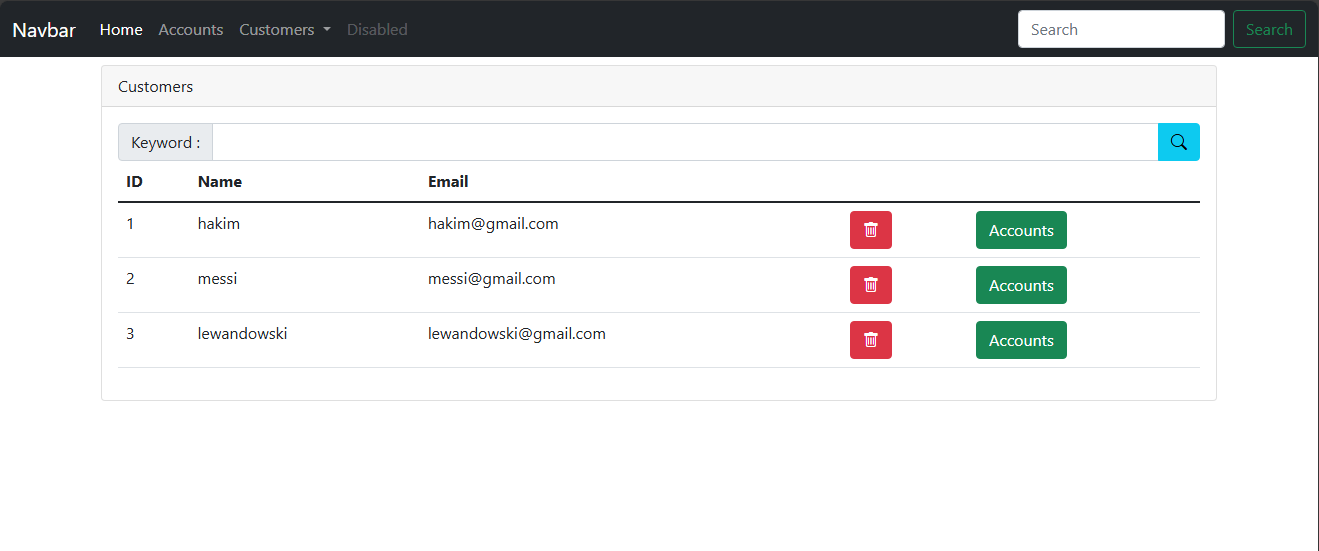 Navbar Home Accounts Customers Disabled Search Search
Customers
Keyword :
ID Name Email
1 hakim hakim@gmail.com Accounts
2 messi messi@gmail.com Accounts
3 lewandowski lewandowski@gmail.com Accounts